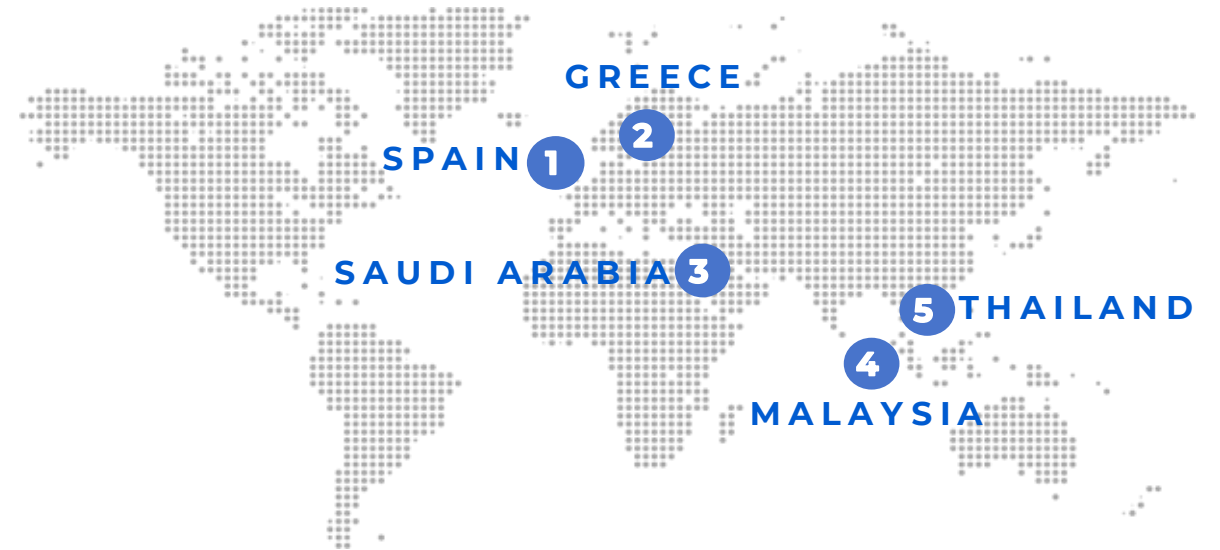 GREECE
2
SPAIN 1
SAUDI ARABIA 3
5 THAILAND
4
MALAYSIA